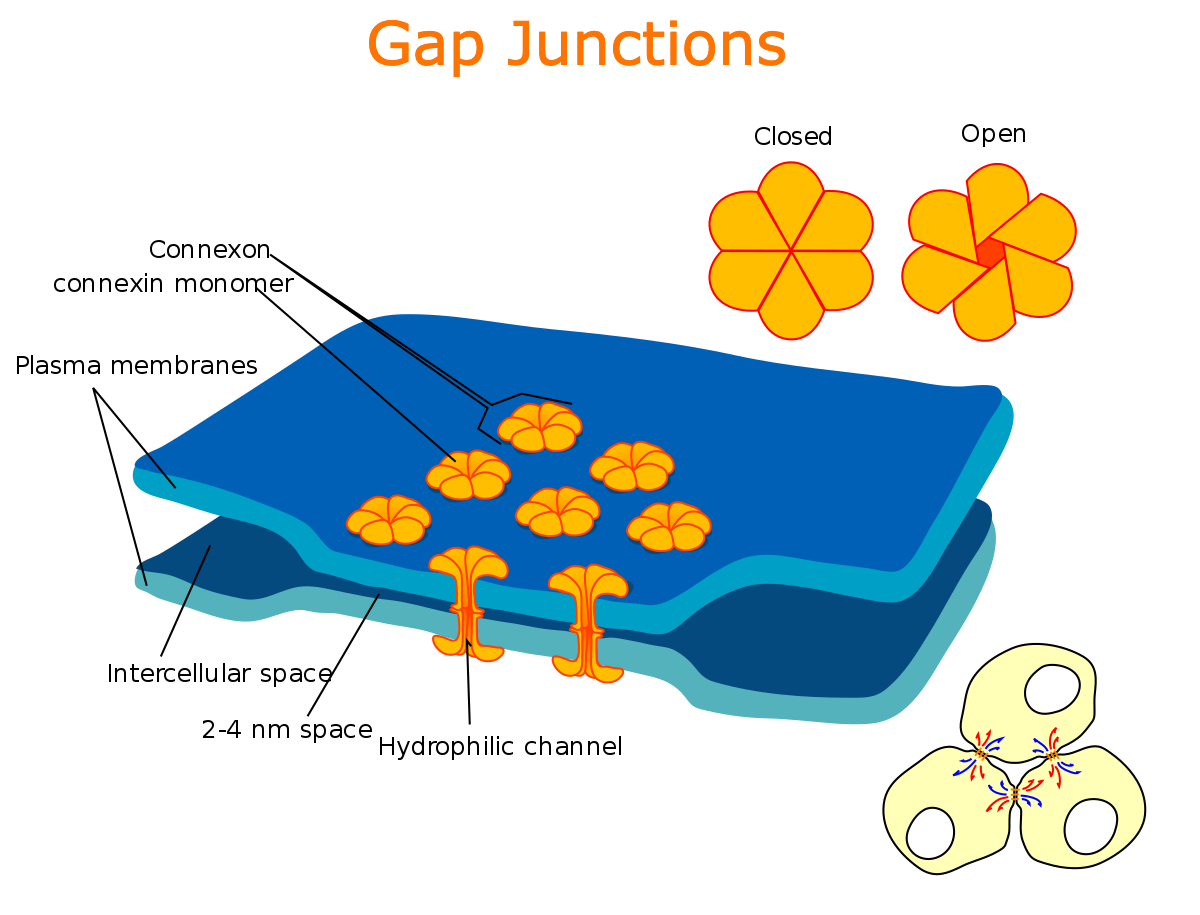 Gap Junctions
Closed
Open
Connexon
connexin monomer
Plasma membranes
Intercellular space
2-4 nm space
Hydrophilic channel